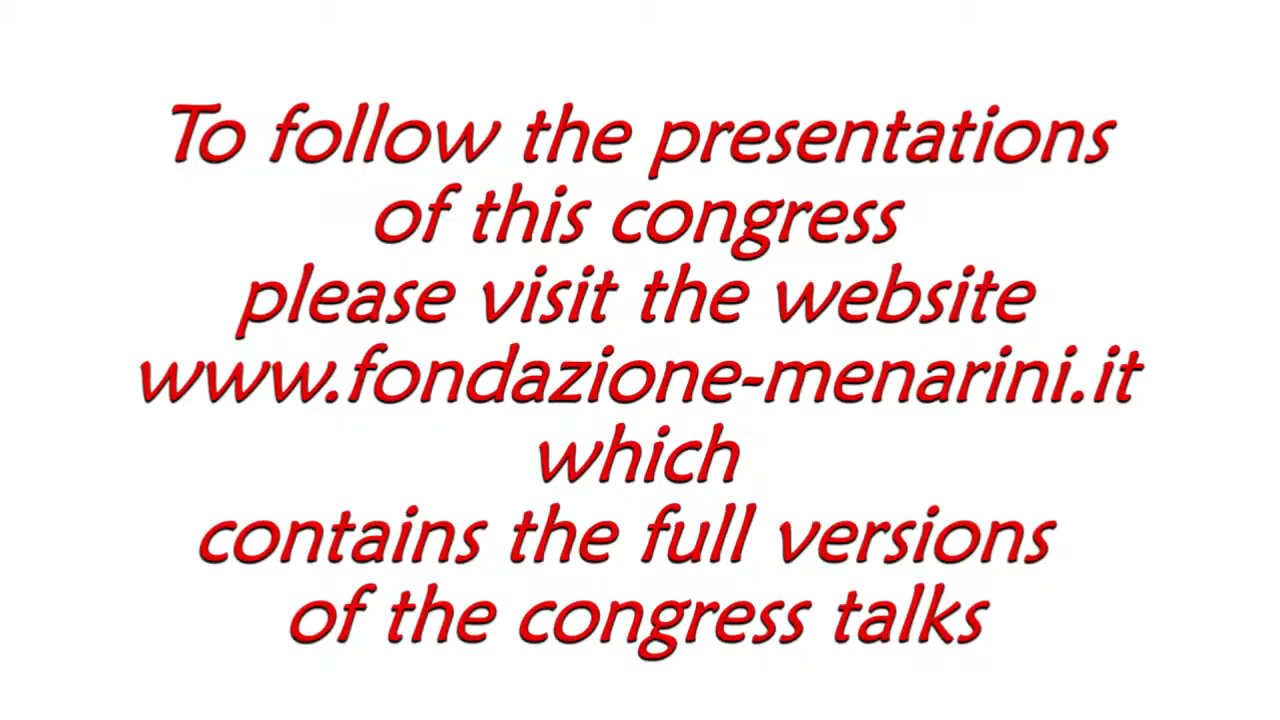 To follow the presentations
of this congress
please visit the website
www.fondazione-menarini.it
which
contains the full versions
of the congress talks